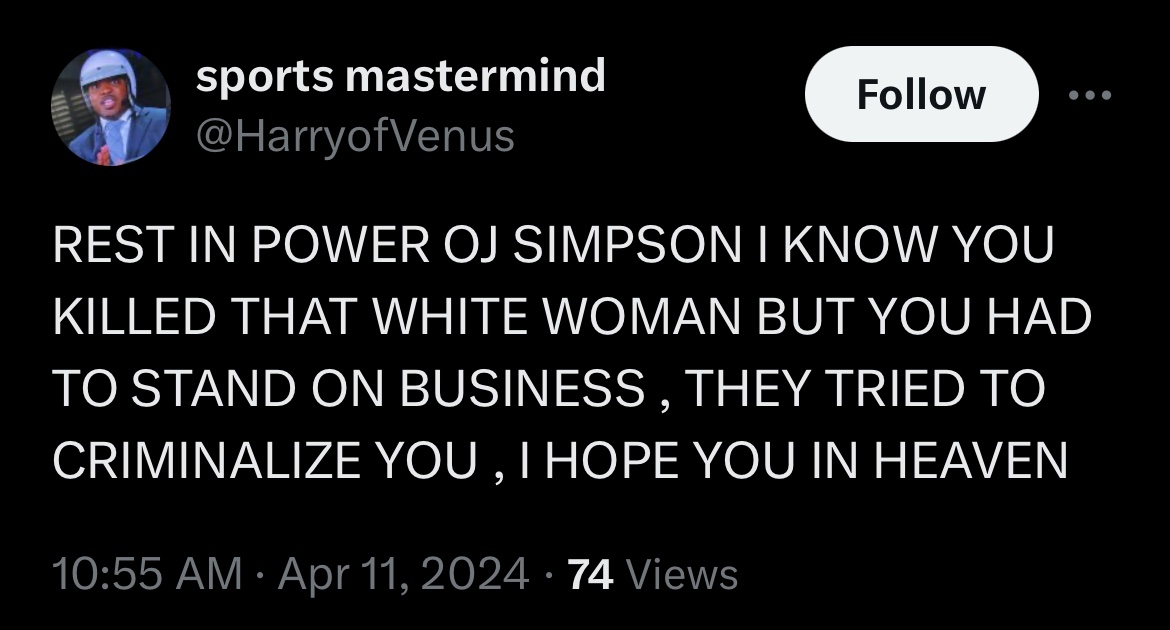 sports mastermind
@HarryofVenus
Follow
REST IN POWER OJ SIMPSON I KNOW YOU
KILLED THAT WHITE WOMAN BUT YOU HAD
TO STAND ON BUSINESS , THEY TRIED TO
CRIMINALIZE YOU , I HOPE YOU IN HEAVEN
10:55 AM · Apr 11, 2024 · 74 Views